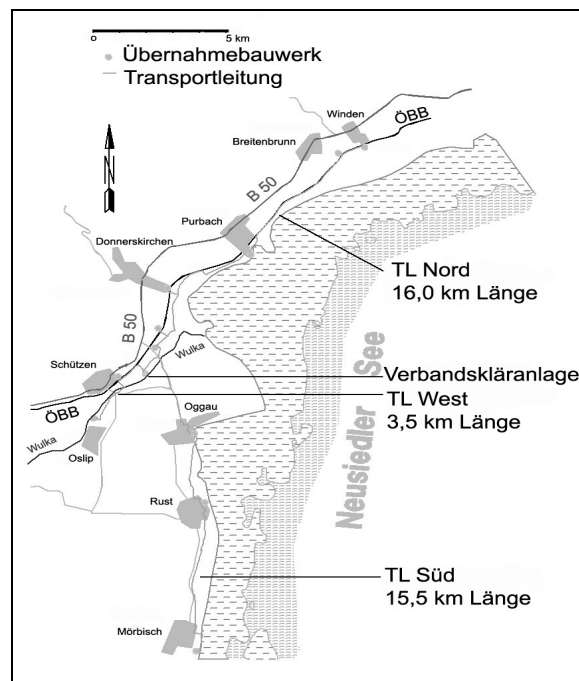 o 5 km
Übernahmebauwerk
Transportleitung
Winden
ÖBB
Breitenbrunn
N
B 50
Purbach
Donnerskirchen
TL Nord
16,0 km Länge
B 50
Wulka
Schützen
Verbandskläranlage
TL West
3,5 km Länge
ÖBB
Oggau
Wulka
Oslip
Neusiedler See
Rust
TL Süd
15,5 km Länge
Mörbisch